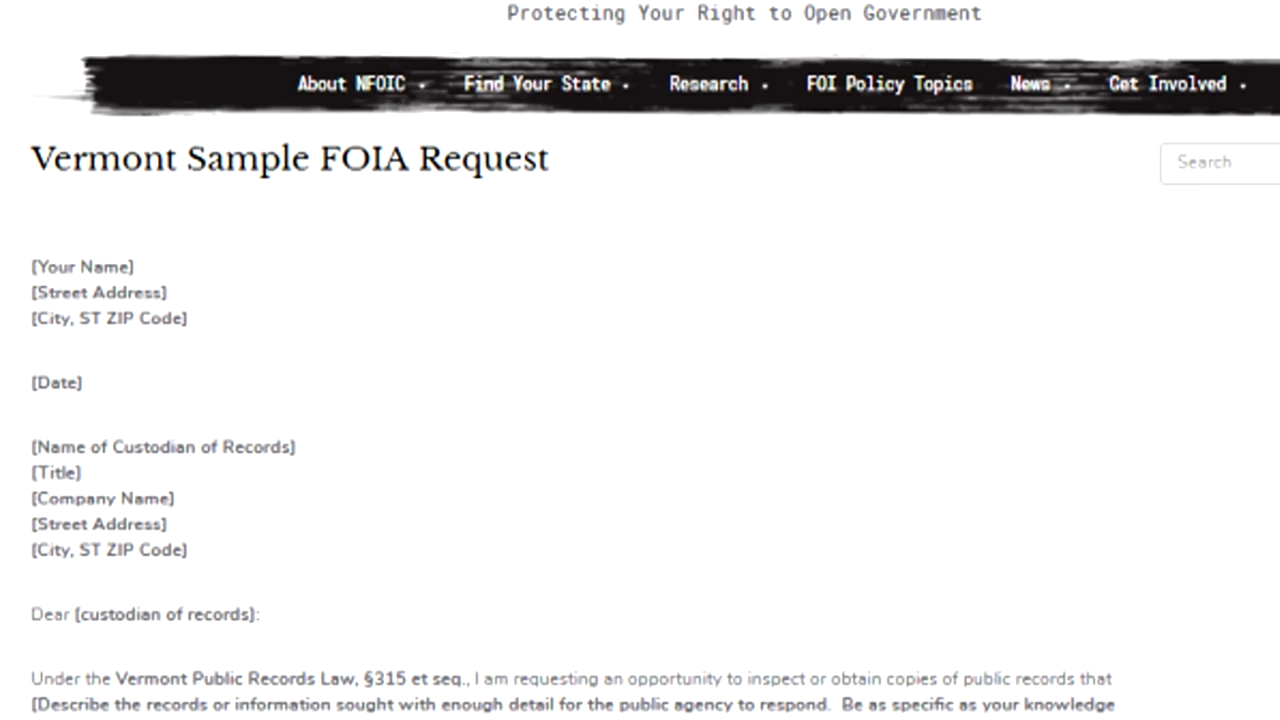 Protecting Your Right to Open Government
About NFOIC
Find Your State
Research
FOI Policy Topics
News
Get Involved
Vermont Sample FOIA Request
Search
[Your Name]
[Street Address]
[City, ST ZIP Code]
[Date]
[Name of Custodian of Records]
[Title]
[Company Name]
[Street Address]
[City, ST ZIP Code]
Dear [custodian of records]:
Under the Vermont Public Records Law, §315 et seq., I am requesting an opportunity to inspect or obtain copies of public records that
[Describe the records or information sought with enough detail for the public agency to respond. Be as specific as your knowledge